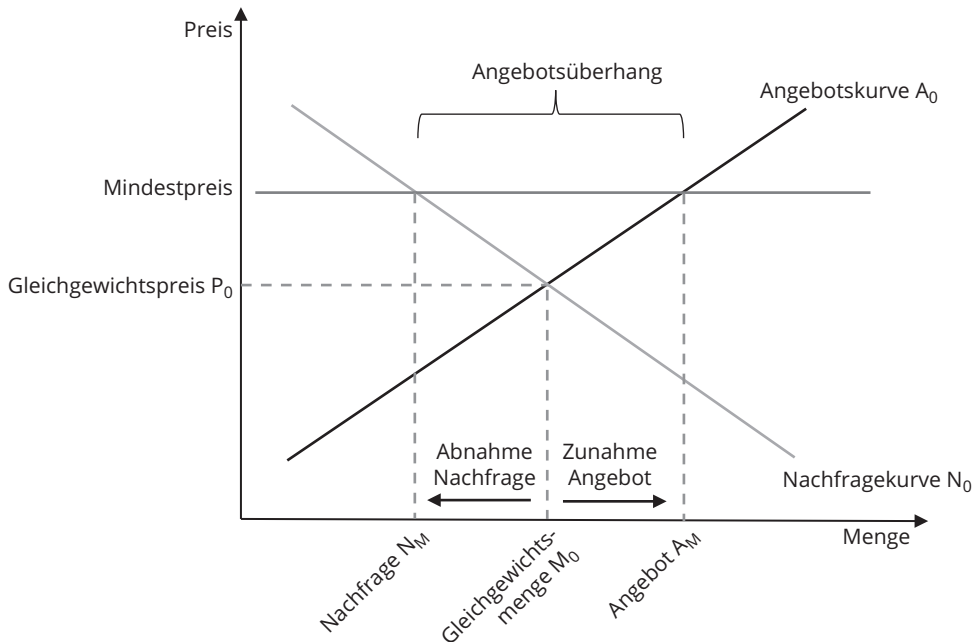 Preis
Angebotsüberhang
Angebotskurve A₀
Mindestpreis
Gleichgewichtspreis P₀
Abnahme
Nachfrage
Zunahme
Angebot
Nachfragekurve N₀
Menge
Nachfrage Nₘ
Gleichgewichts-
menge M₀
Angebot Aₘ